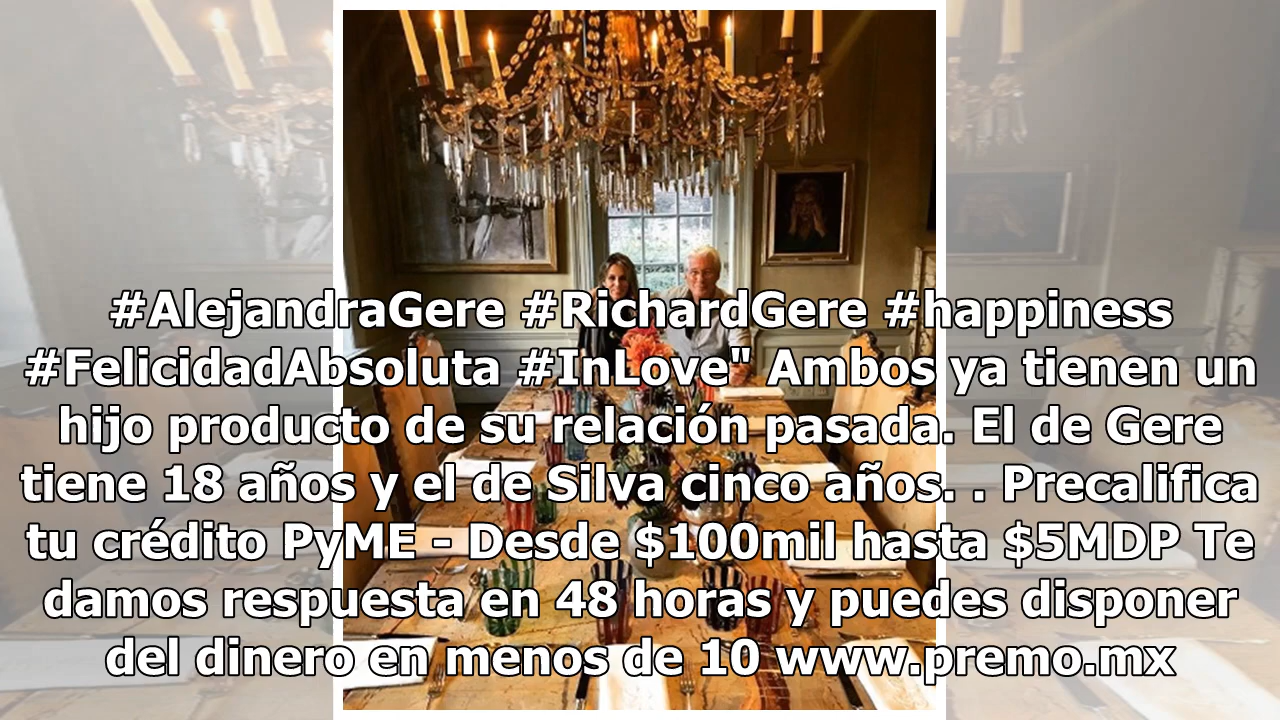 #AlejandraGere #RichardGere #happiness
#FelicidadAbsoluta #InLove" Ambos ya tienen un
hijo producto de su relación pasada. El de Gere
tiene 18 años y el de Silva cinco años. . Precalifica
tu crédito PyME - Desde $100mil hasta $5MDP Te
damos respuesta en 48 horas y puedes disponer
del dinero en menos de 10 www.premo.mx